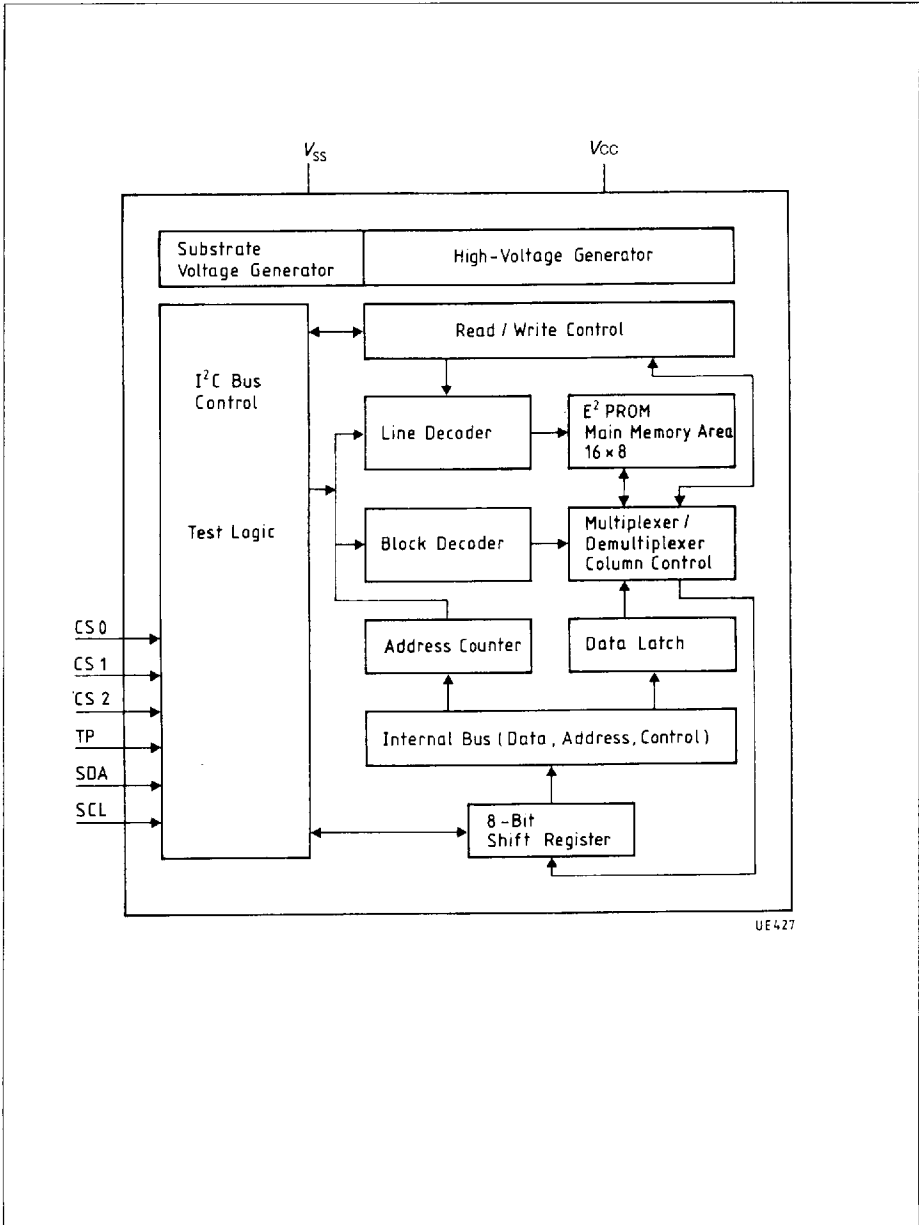 VSS
VCC
Substrate
Voltage Generator
High-Voltage Generator
Read / Write Control
I²C Bus
Control
Line Decoder
E² PROM
Main Memory Area
16 × 8
Test Logic
Block Decoder
Multiplexer /
Demultiplexer
Column Control
CS 0
CS 1
CS 2
TP
SDA
SCL
Address Counter
Data Latch
Internal Bus (Data, Address, Control)
8-Bit
Shift Register
UE427